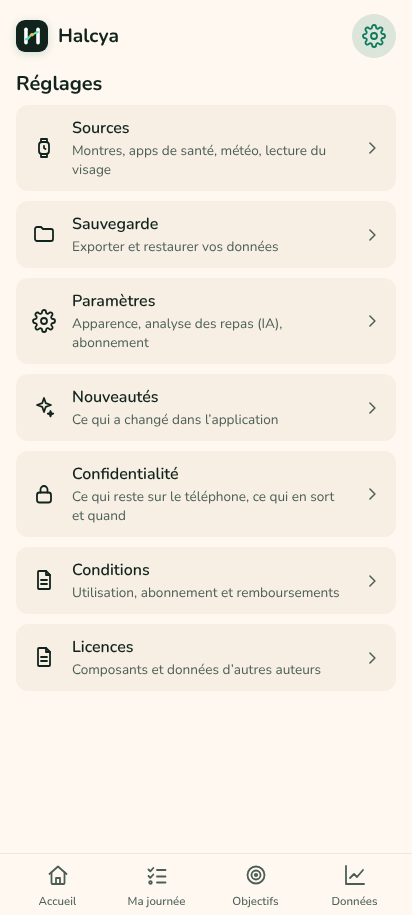 Halcya
Réglages
Sources
Montres, apps de santé, météo, lecture du
visage
Sauvegarde
Exporter et restaurer vos données
Paramètres
Apparence, analyse des repas (IA),
abonnement
Nouveautés
Ce qui a changé dans l’application
Confidentialité
Ce qui reste sur le téléphone, ce qui en sort
et quand
Conditions
Utilisation, abonnement et remboursements
Licences
Composants et données d’autres auteurs
Accueil
Ma journée
Objectifs
Données